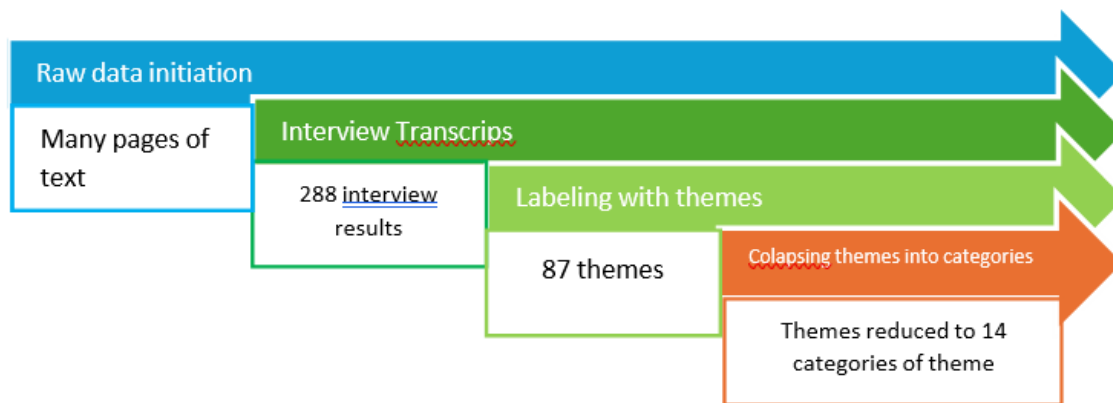 Raw data initiation
Many pages of
text
Interview Transcrips
288 interview
results
Labeling with themes
87 themes
Colapsing themes into categories
Themes reduced to 14
categories of theme